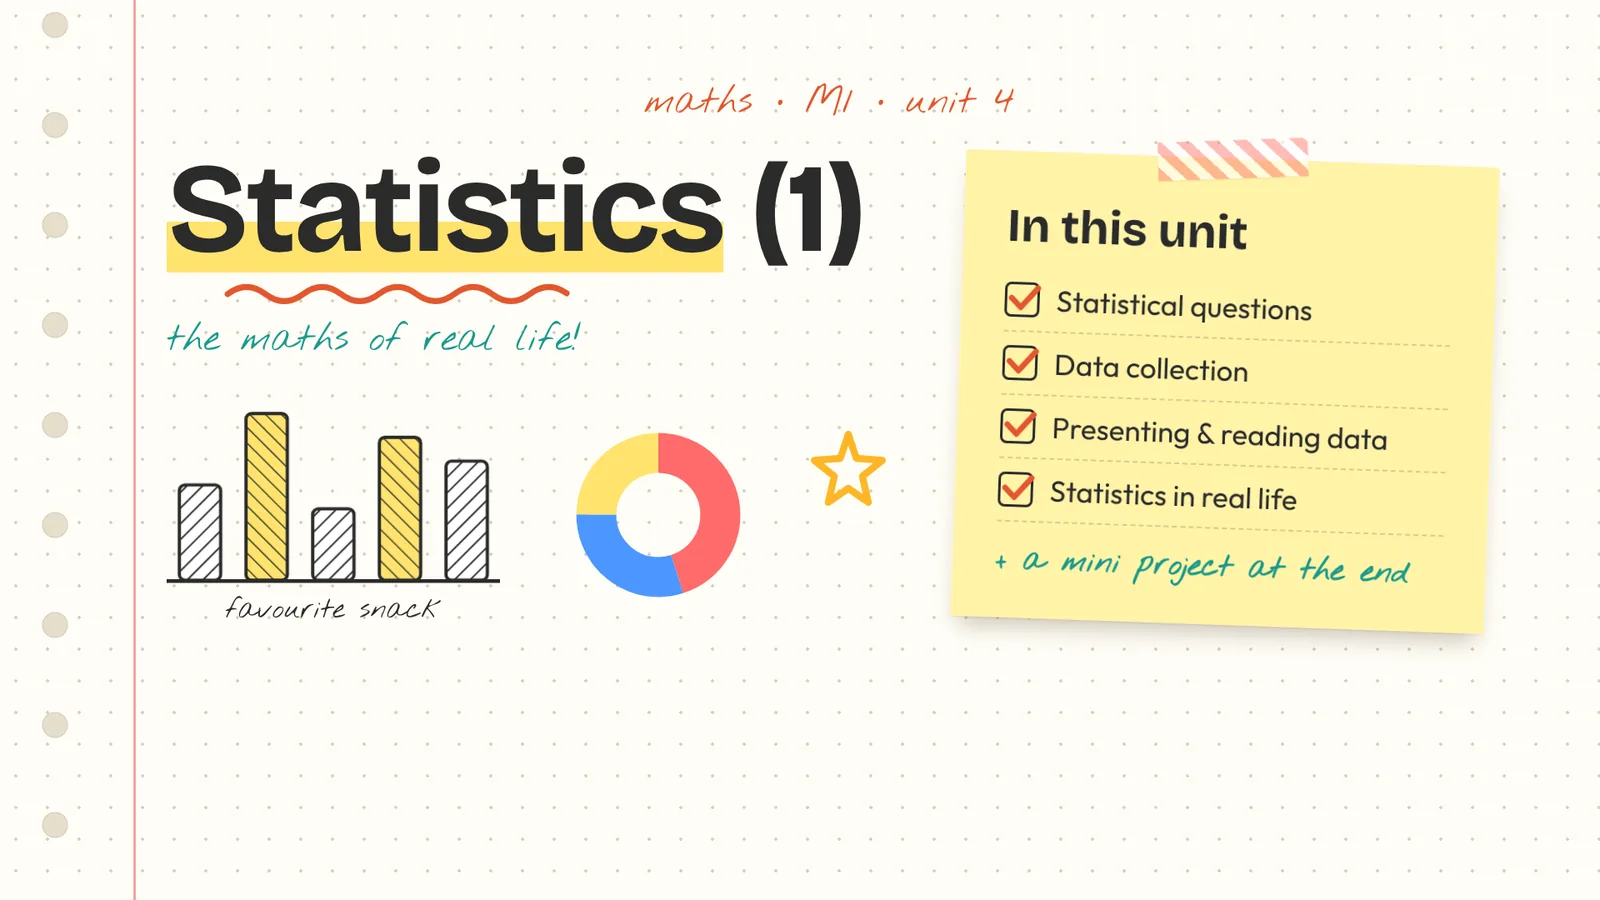 maths · M1 · unit 4
Statistics (1)
the maths of real life!
favourite snack
In this unit
Statistical questions
Data collection
Presenting & reading data
Statistics in real life
+ a mini project at the end